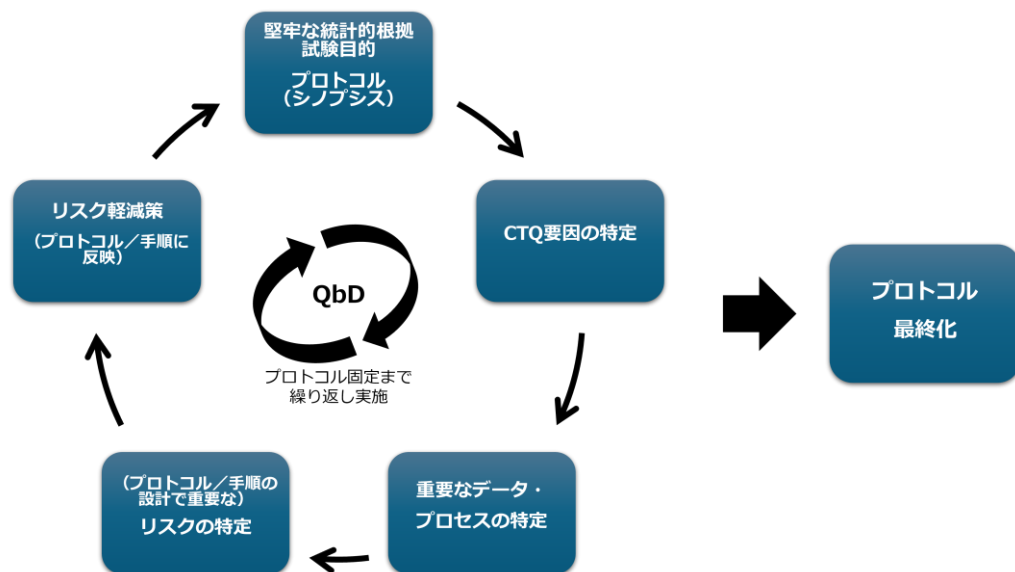 堅牢な統計的根拠
試験目的
プロトコル
（シノプシス）
CTQ要因の特定
重要なデータ・
プロセスの特定
（プロトコル／手順の
設計で重要な）
リスクの特定
リスク軽減策
（プロトコル／手順に
反映）
QbD
プロトコル固定まで
繰り返し実施
プロトコル
最終化